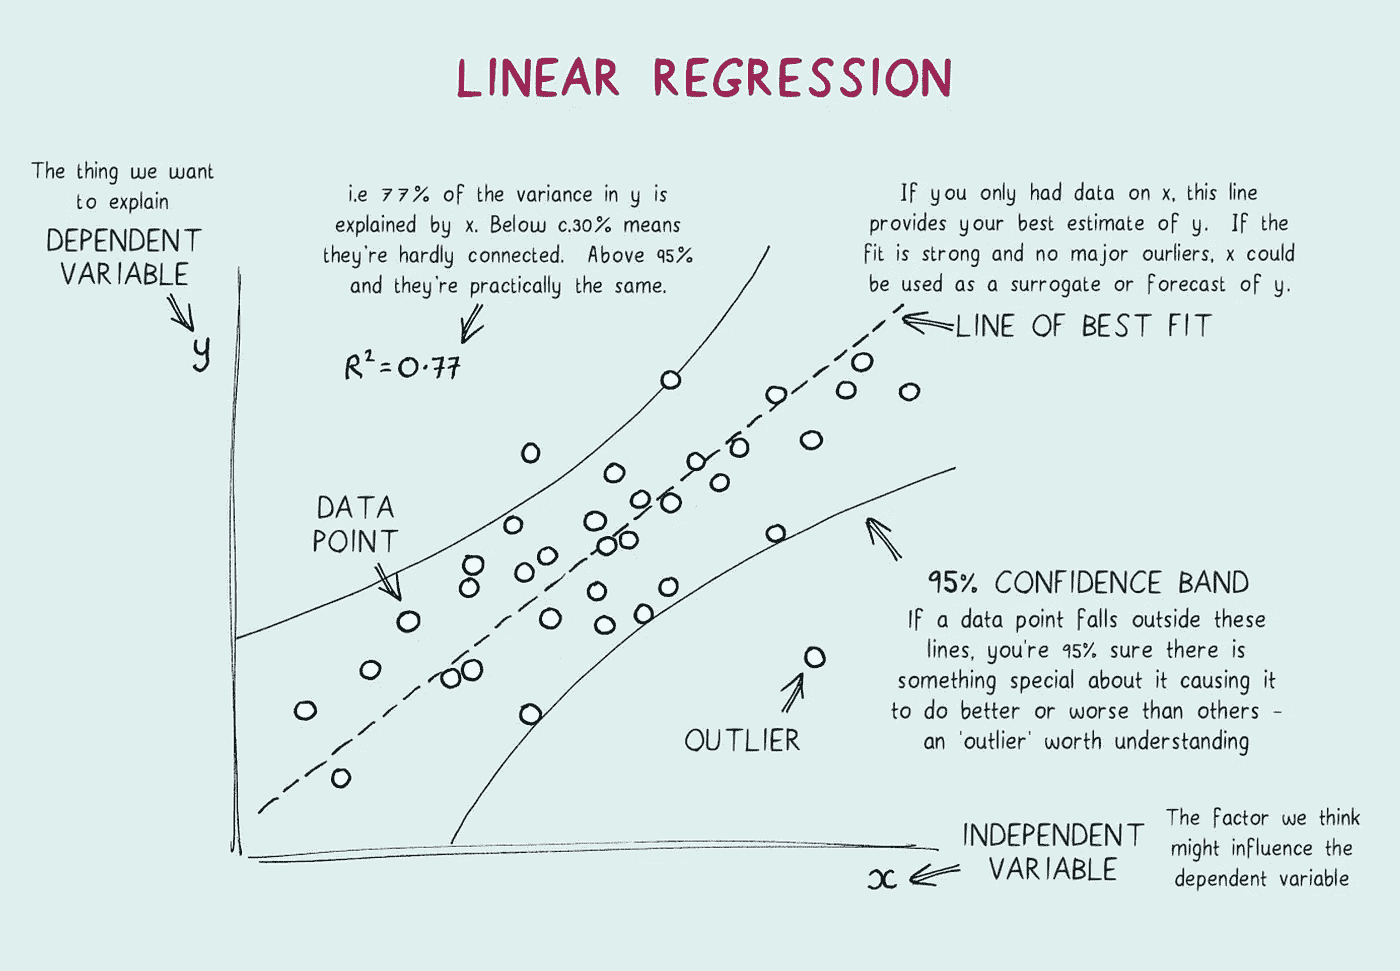 LINEAR REGRESSION
The thing we want
to explain
DEPENDENT
VARIABLE
y
i.e 77% of the variance in y is
explained by x. Below c.30% means
they're hardly connected. Above 95%
and they're practically the same.
R²=0.77
If you only had data on x, this line
provides your best estimate of y. If the
fit is strong and no major ourliers, x could
be used as a surrogate or forecast of y.
LINE OF BEST FIT
DATA
POINT
95% CONFIDENCE BAND
If a data point falls outside these
lines, you're 95% sure there is
something special about it causing it
to do better or worse than others -
an 'outlier' worth understanding
OUTLIER
INDEPENDENT
VARIABLE
x
The factor we think
might influence the
dependent variable